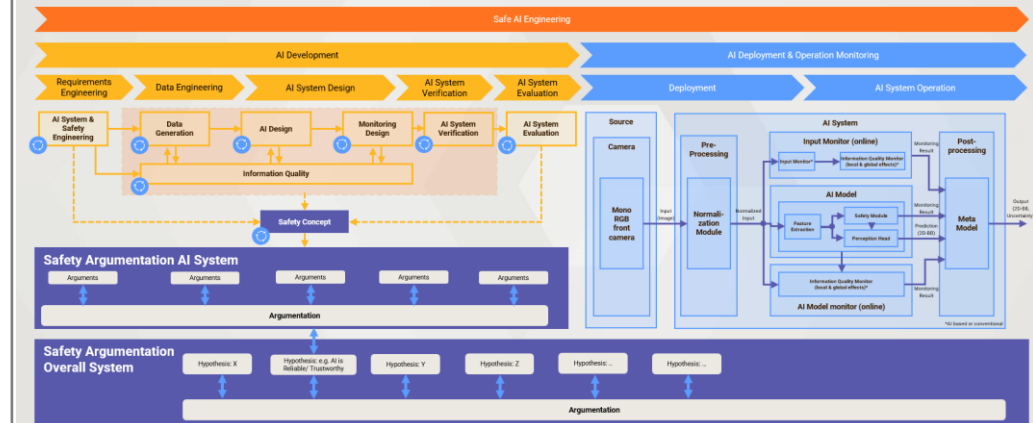 Safe AI Engineering
AI Development
AI Deployment & Operation Monitoring
Requirements
Engineering
Data Engineering
AI System Design
AI System
Verification
AI System
Evaluation
Deployment
AI System Operation
AI System &
Safety
Engineering
Data
Generation
AI Design
Monitoring
Design
AI System
Verification
AI System
Evaluation
Information Quality
Safety Concept
Source
Camera
Mono
RGB
front
camera
Input
(Image)
AI System
Pre-
Processing
Normali-
zation
Module
Normalized
Input
Input Monitor (online)
Input Monitor*
Information Quality Monitor
(local & global effects)*
Monitoring
Result
AI Model
Feature
Extraction
Safety Module
Perception Head
Monitoring
Result
Prediction
(2D-BB)
Information Quality Monitor
(local & global effects)*
AI Model monitor (online)
Monitoring
Result
Post-
processing
Meta
Model
Output
(2D-BB,
Uncertainty)
*AI based or conventional
Safety Argumentation AI System
Arguments
Arguments
Arguments
Arguments
Arguments
Argumentation
Safety Argumentation
Overall System
Hypothesis: X
Hypothesis: e.g. AI is
Reliable/ Trustworthy
Hypothesis: Y
Hypothesis: Z
Hypothesis: ..
Hypothesis: ..
Argumentation